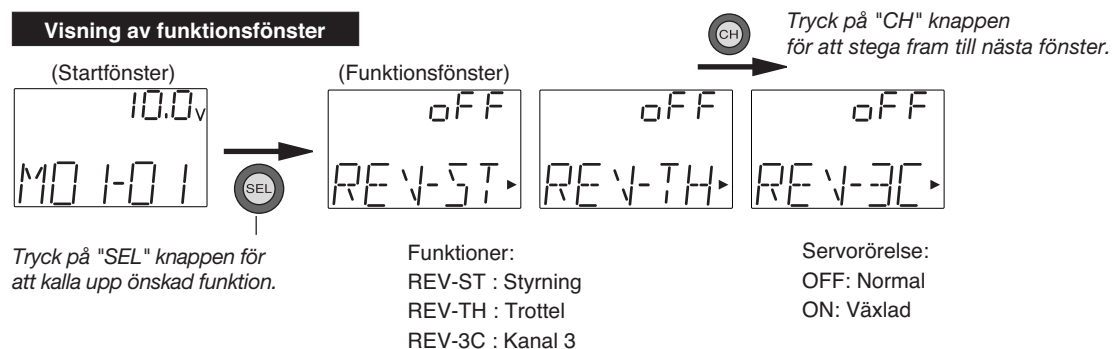 Visning av funktionsfönster
CH
Tryck på "CH" knappen
för att stega fram till nästa fönster.
(Startfönster)
10.0V
M01-01
SEL
Tryck på "SEL" knappen för
att kalla upp önskad funktion.
(Funktionsfönster)
oFF
REV-ST
oFF
REV-TH
oFF
REV-3C
Funktioner:
REV-ST : Styrning
REV-TH : Trottel
REV-3C : Kanal 3
Servorörelse:
OFF: Normal
ON: Växlad